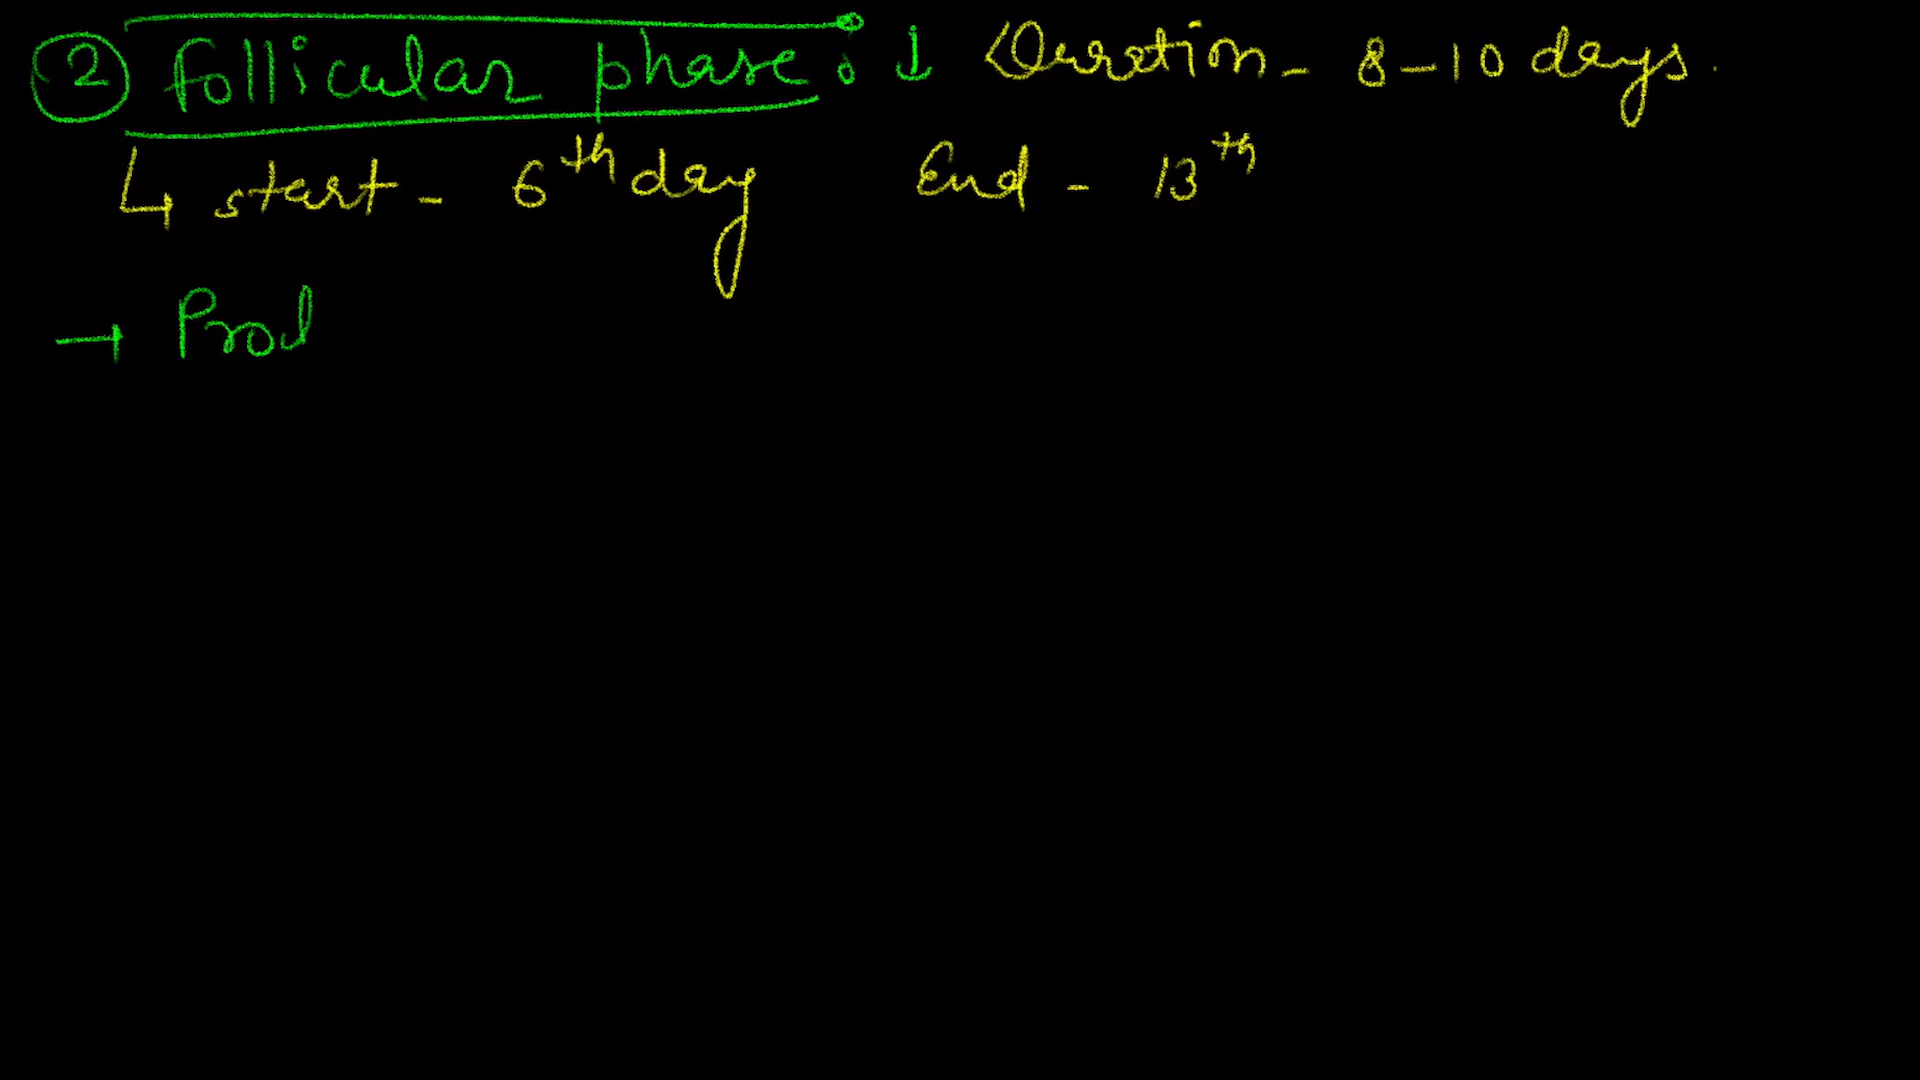 ② Follicular phase : ↓ Duration - 8-10 days.
↳ start - 6th day End - 13th
→ Prod